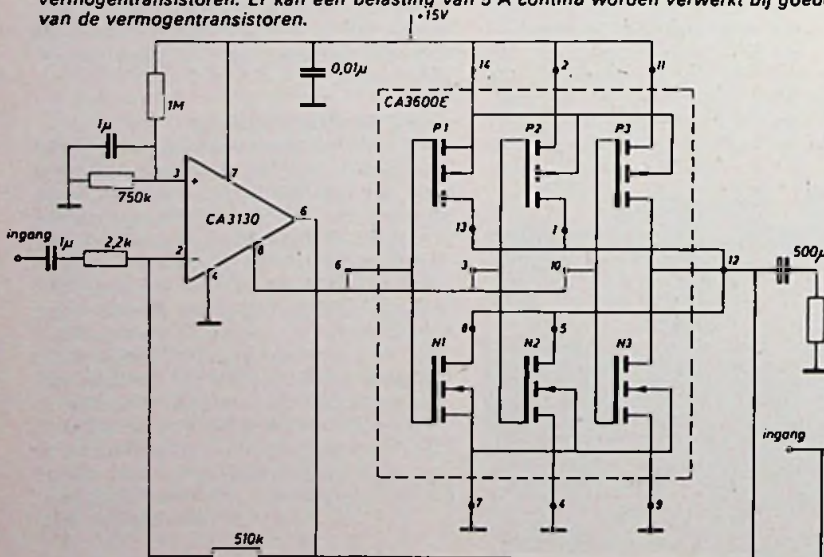 vermogentransistoren. Er kan een belasting van 5 A continu worden verwerkt bij goede
van de vermogentransistoren.
+15V
0,01µ
14
2
11
CA3600E
1M
1µ
P1
P2
P3
3
+
7
750k
CA3130
6
ingang
1µ
2,2k
2
-
8
4
13
1
6
3
10
12
500µ
8
5
N1
N2
N3
ingang
7
4
9
510k